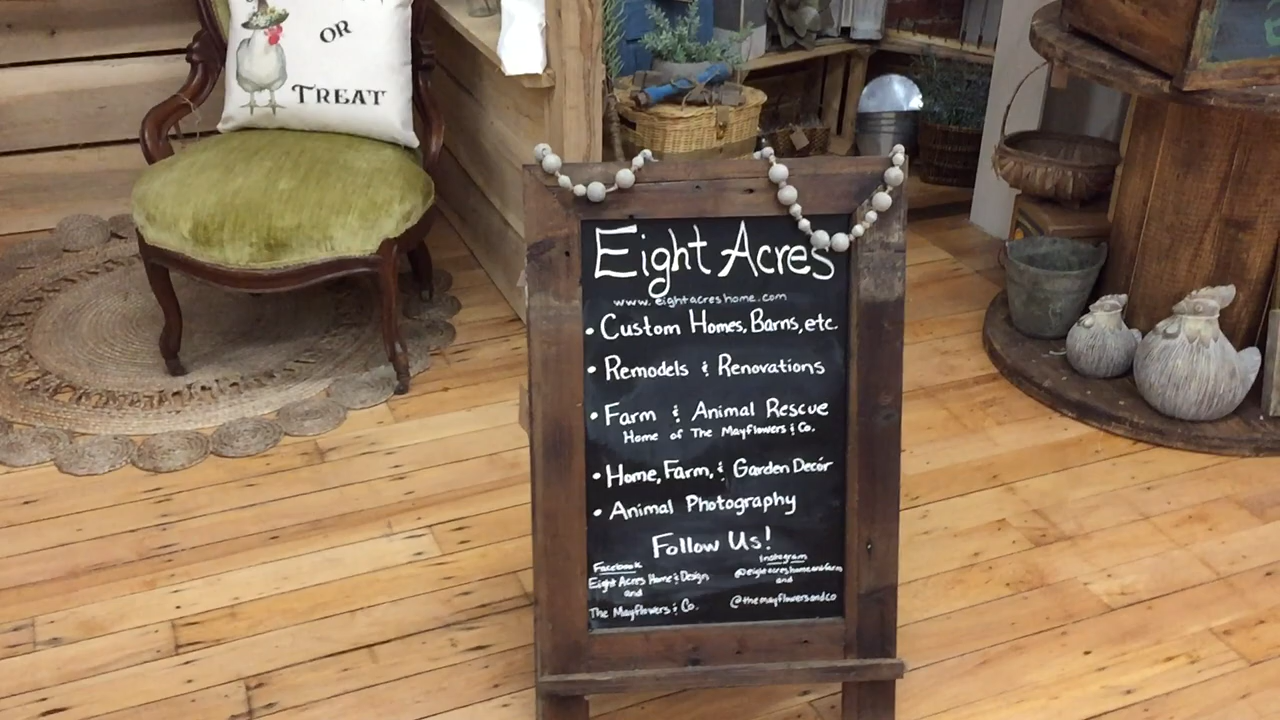 OR
TREAT
Eight Acres
www.eightacreshome.com
• Custom Homes, Barns, etc.
• Remodels & Renovations
• Farm & Animal Rescue
Home of The Mayflowers & Co.
• Home, Farm, & Garden Decór
• Animal Photography
Follow Us!
Facebook
Eight Acres Home & Design
and
The Mayflowers & Co.
Instagram
@eightacreshomeandfarm
and
@themayflowersandco